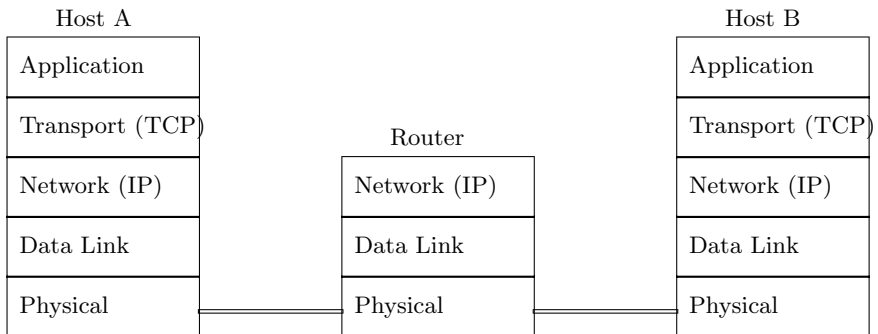 Host A
Application
Transport (TCP)
Network (IP)
Data Link
Physical
Router
Network (IP)
Data Link
Physical
Host B
Application
Transport (TCP)
Network (IP)
Data Link
Physical